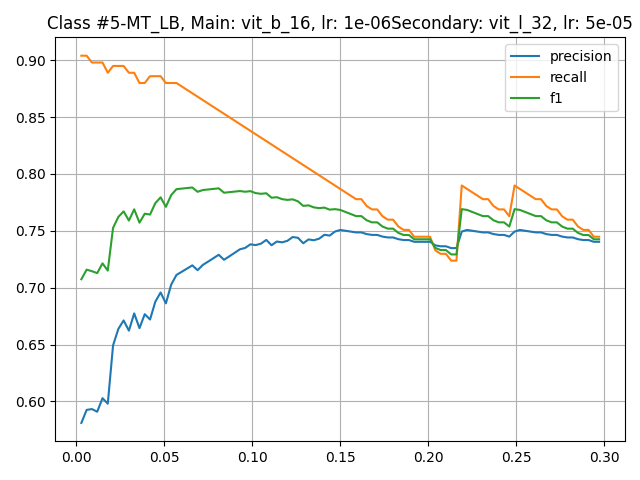 Class #5-MT_LB, Main: vit_b_16, lr: 1e-06Secondary: vit_l_32, lr: 5e-05
precision
recall
f1
0.90
0.85
0.80
0.75
0.70
0.65
0.60
0.00 0.05 0.10 0.15 0.20 0.25 0.30